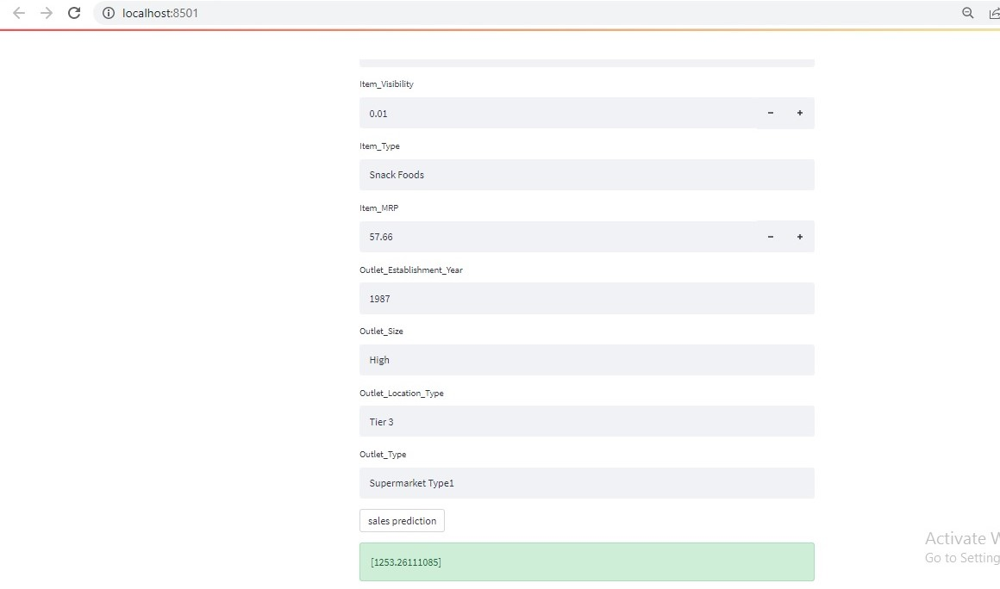 localhost:8501
Item_Visibility
0.01
Item_Type
Snack Foods
Item_MRP
57.66
Outlet_Establishment_Year
1987
Outlet_Size
High
Outlet_Location_Type
Tier 3
Outlet_Type
Supermarket Type1
sales prediction
[1253.26111085]
Activate W
Go to Setting